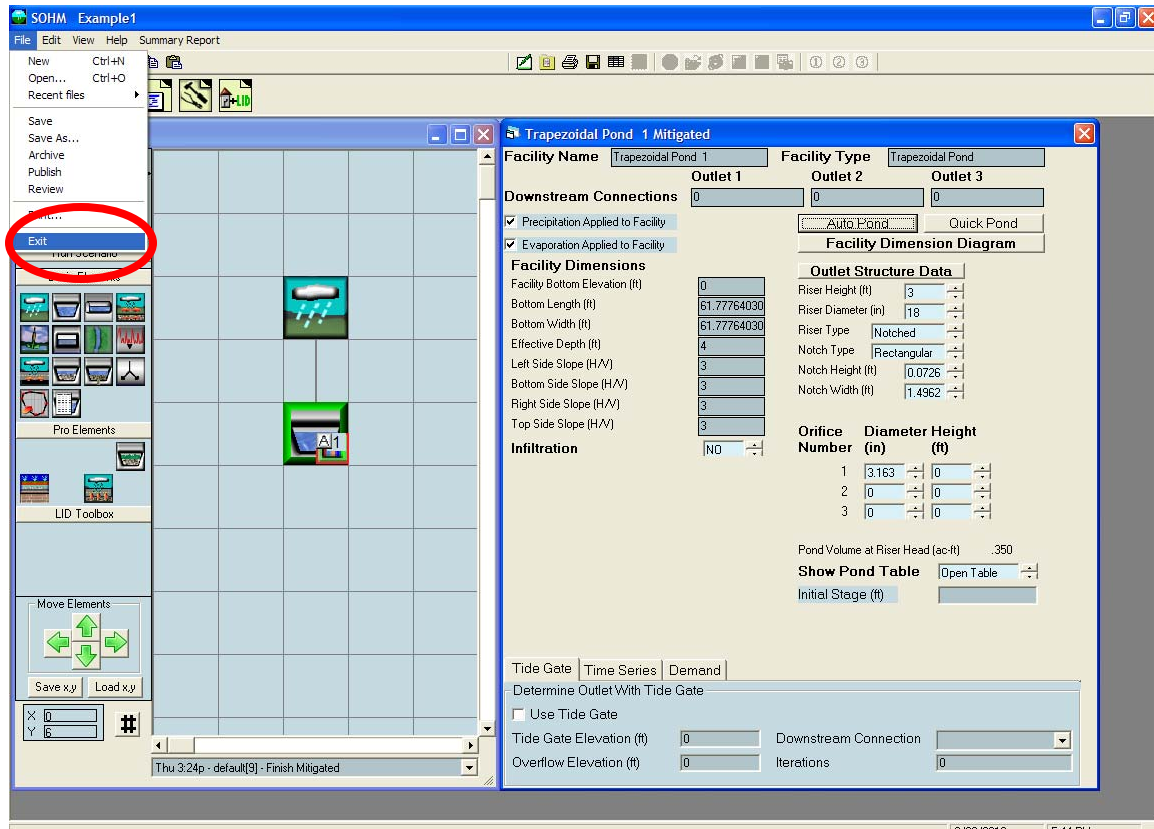 SOHM Example1
File Edit View Help Summary Report
New Ctrl+N
Open... Ctrl+O
Recent files
Save
Save As...
Archive
Publish
Review
Print...
Exit
Run Scenario
Basic Elements
Pro Elements
LID Toolbox
Move Elements
Save x,y Load x,y
X 0
Y 6
#
+LID
A 1
Thu 3:24p - default[9] - Finish Mitigated
Trapezoidal Pond 1 Mitigated
Facility Name Trapezoidal Pond 1 Facility Type Trapezoidal Pond
Outlet 1 Outlet 2 Outlet 3
Downstream Connections 0 0 0
Precipitation Applied to Facility Auto Pond Quick Pond
Evaporation Applied to Facility Facility Dimension Diagram
Facility Dimensions
Facility Bottom Elevation (ft) 0
Bottom Length (ft) 61.77764030
Bottom Width (ft) 61.77764030
Effective Depth (ft) 4
Left Side Slope (H/V) 3
Bottom Side Slope (H/V) 3
Right Side Slope (H/V) 3
Top Side Slope (H/V) 3
Infiltration NO
Outlet Structure Data
Riser Height (ft) 3
Riser Diameter (in) 18
Riser Type Notched
Notch Type Rectangular
Notch Height (ft) 0.0726
Notch Width (ft) 1.4962
Orifice Diameter Height
Number (in) (ft)
1 3.163 0
2 0 0
3 0 0
Pond Volume at Riser Head (ac-ft) .350
Show Pond Table Open Table
Initial Stage (ft)
Tide Gate Time Series Demand
Determine Outlet With Tide Gate
Use Tide Gate
Tide Gate Elevation (ft) 0 Downstream Connection
Overflow Elevation (ft) 0 Iterations 0